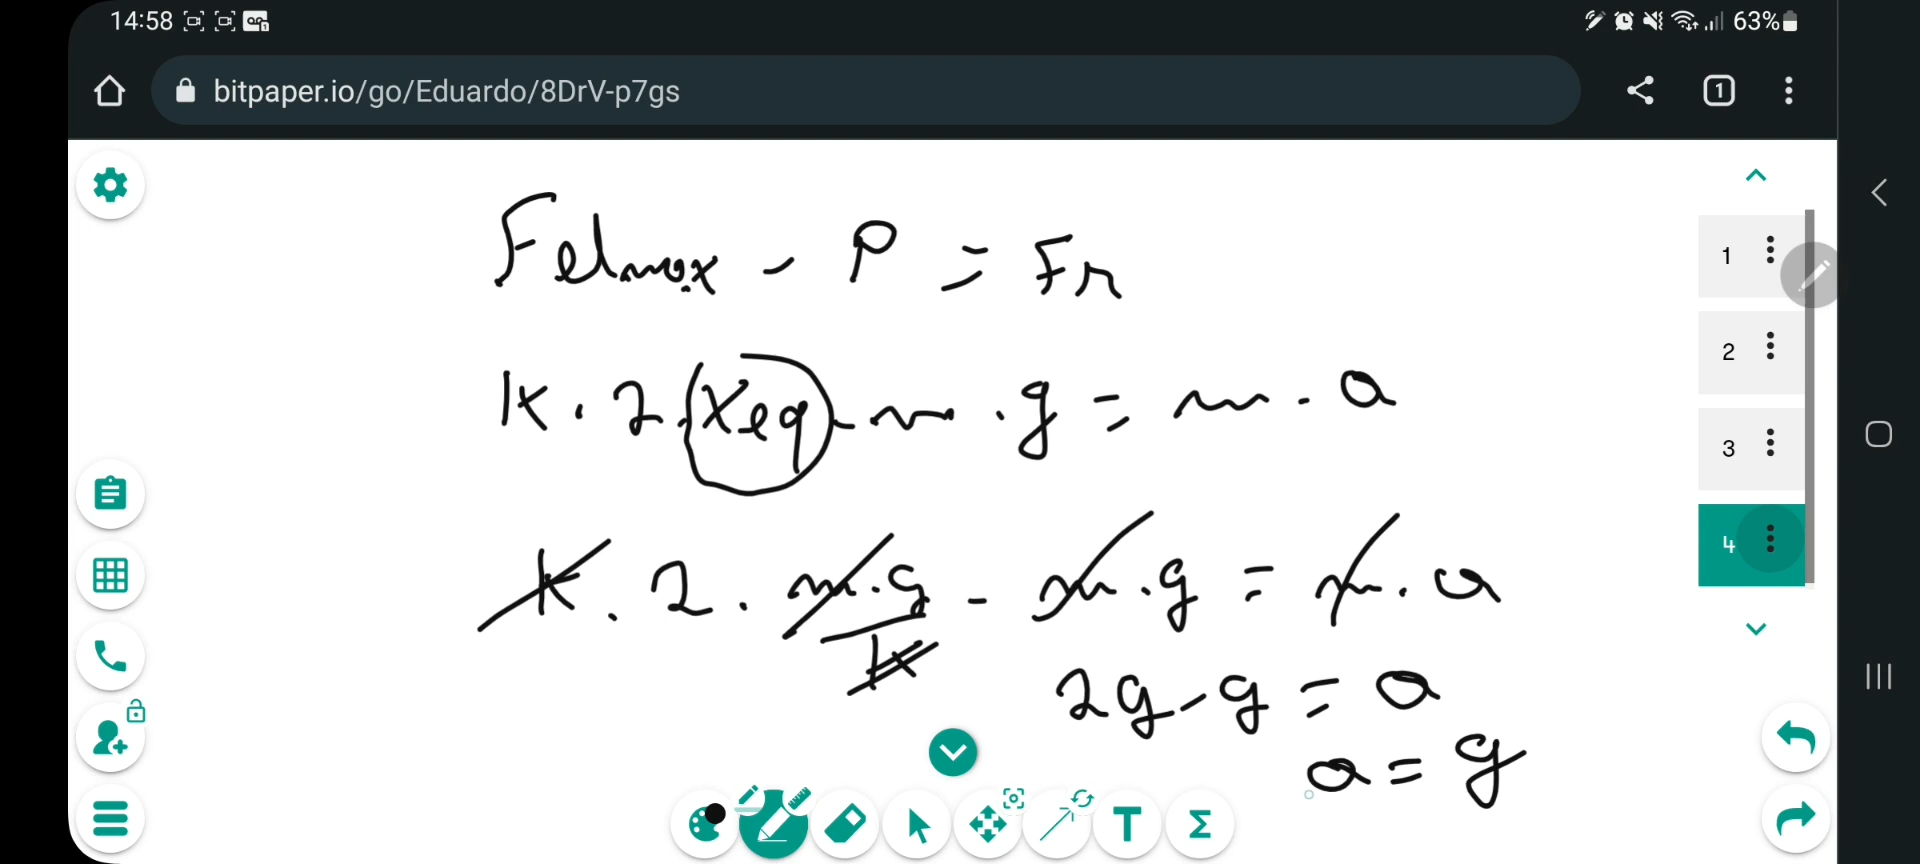 14:58 63%
bitpaper.io/go/Eduardo/8DrV-p7gs
1
Felmax - P = Fr
1
K . 2 . Xeq - m . g = m . a
2
3
K . 2 . m.g / K - m . g = m . a
4
2g - g = a
a = g
T Σ